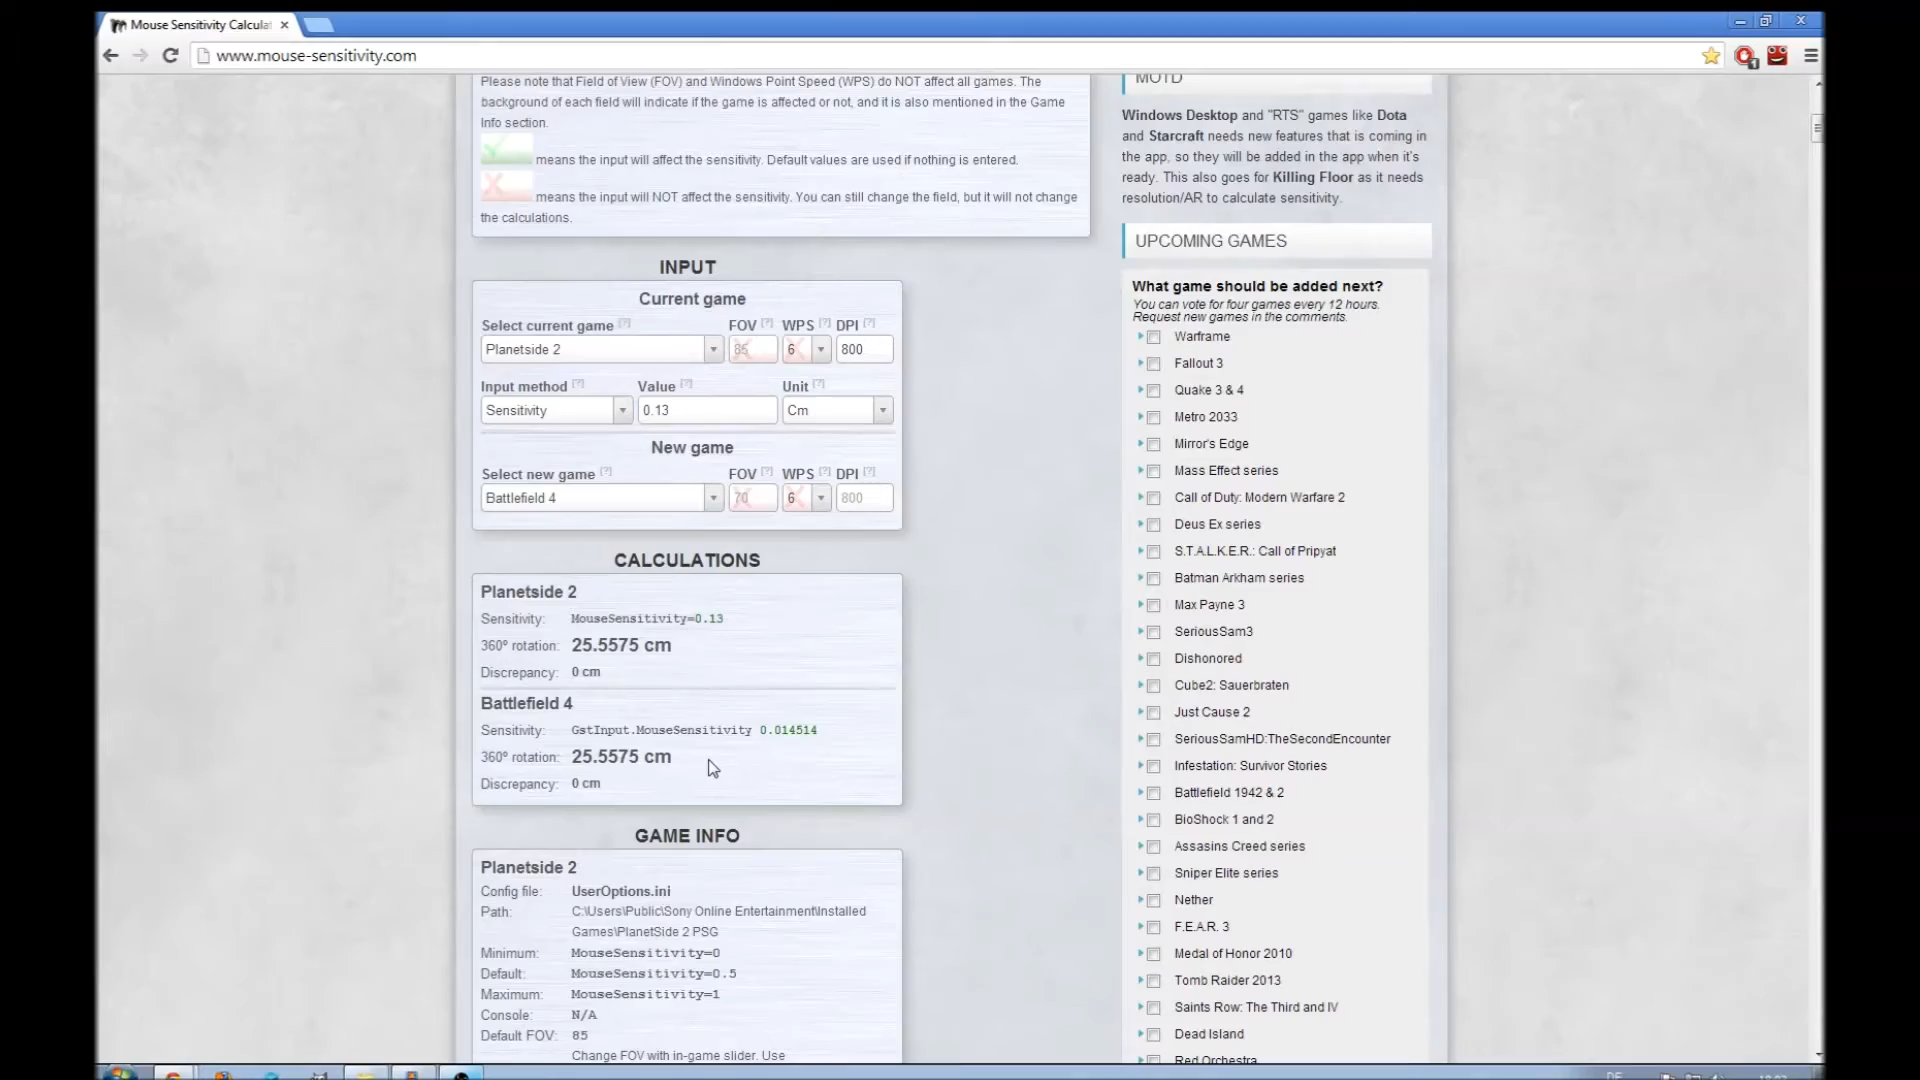 Mouse Sensitivity Calculat
www.mouse-sensitivity.com
Please note that Field of View (FOV) and Windows Point Speed (WPS) do NOT affect all games. The
background of each field will indicate if the game is affected or not, and it is also mentioned in the Game
Info section.
means the input will affect the sensitivity. Default values are used if nothing is entered.
means the input will NOT affect the sensitivity. You can still change the field, but it will not change
the calculations.
INPUT
Current game
Select current game [?] FOV [?] WPS [?] DPI [?]
Planetside 2 85 6 800
Input method [?] Value [?] Unit [?]
Sensitivity 0.13 Cm
New game
Select new game [?] FOV [?] WPS [?] DPI [?]
Battlefield 4 70 6 800
CALCULATIONS
Planetside 2
Sensitivity: MouseSensitivity=0.13
360º rotation: 25.5575 cm
Discrepancy: 0 cm
Battlefield 4
Sensitivity: GstInput.MouseSensitivity 0.014514
360º rotation: 25.5575 cm
Discrepancy: 0 cm
GAME INFO
Planetside 2
Config file: UserOptions.ini
Path: C:\Users\Public\Sony Online Entertainment\Installed
Games\PlanetSide 2 PSG
Minimum: MouseSensitivity=0
Default: MouseSensitivity=0.5
Maximum: MouseSensitivity=1
Console: N/A
Default FOV: 85
Change FOV with in-game slider. Use
MOTD
Windows Desktop and "RTS" games like Dota
and Starcraft needs new features that is coming in
the app, so they will be added in the app when it's
ready. This also goes for Killing Floor as it needs
resolution/AR to calculate sensitivity.
UPCOMING GAMES
What game should be added next?
You can vote for four games every 12 hours.
Request new games in the comments.
Warframe
Fallout 3
Quake 3 & 4
Metro 2033
Mirror's Edge
Mass Effect series
Call of Duty: Modern Warfare 2
Deus Ex series
S.T.A.L.K.E.R.: Call of Pripyat
Batman Arkham series
Max Payne 3
SeriousSam3
Dishonored
Cube2: Sauerbraten
Just Cause 2
SeriousSamHD:TheSecondEncounter
Infestation: Survivor Stories
Battlefield 1942 & 2
BioShock 1 and 2
Assasins Creed series
Sniper Elite series
Nether
F.E.A.R. 3
Medal of Honor 2010
Tomb Raider 2013
Saints Row: The Third and IV
Dead Island
Red Orchestra